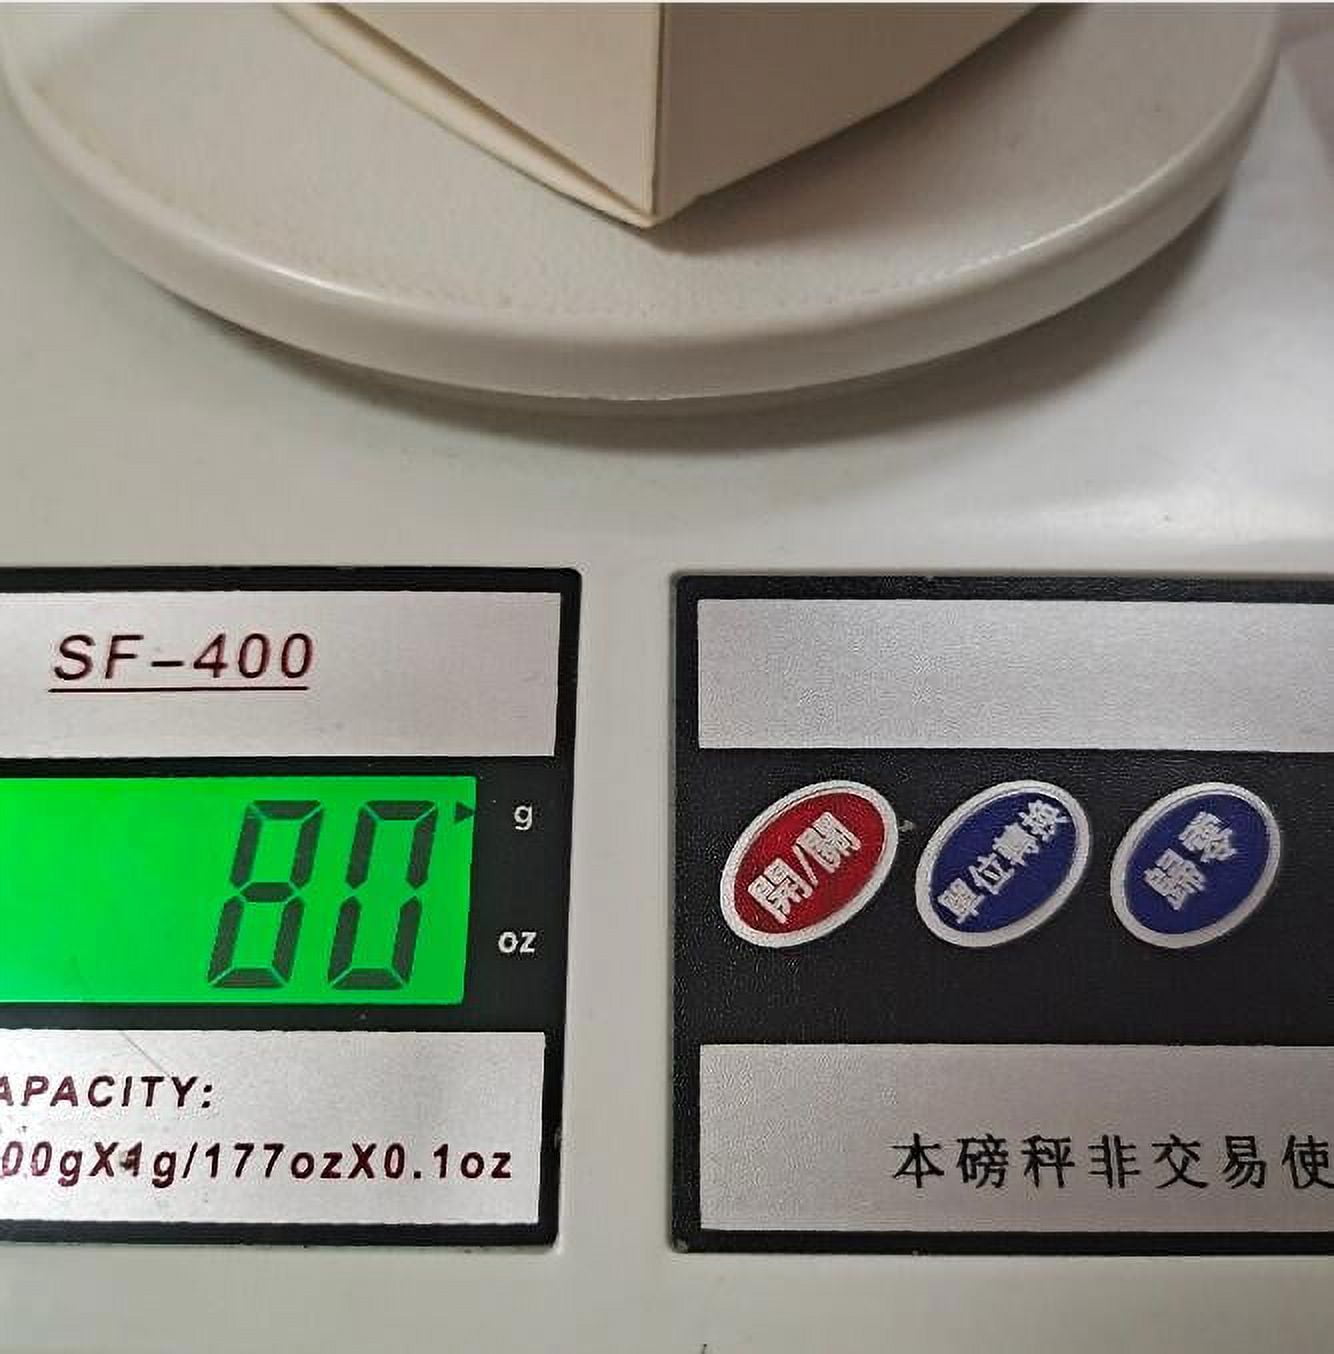 SF-400
80
g
oz
APACITY:
00gX1g/177ozX0.1oz
開/關
單位轉換
歸零
本磅秤非交易使